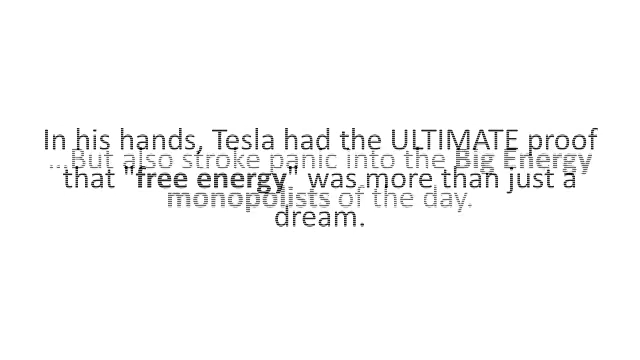 In his hands, Tesla had the ULTIMATE proof
that "free energy" was more than just a
dream.
...But also stroke panic into the Big Energy
monopolists of the day.